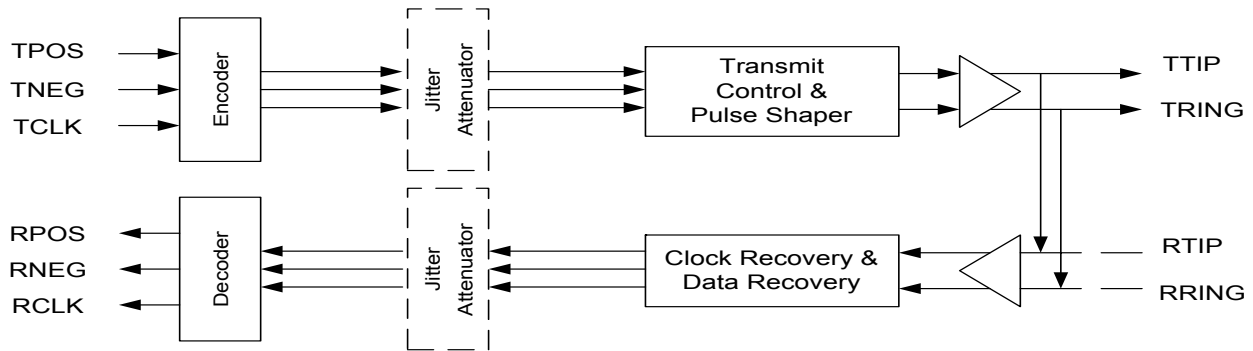 TPOS
TNEG
TCLK
Encoder
Jitter
Attenuator
Transmit
Control &
Pulse Shaper
TTIP
TRING
RPOS
RNEG
RCLK
Decoder
Jitter
Attenuator
Clock Recovery &
Data Recovery
RTIP
RRING